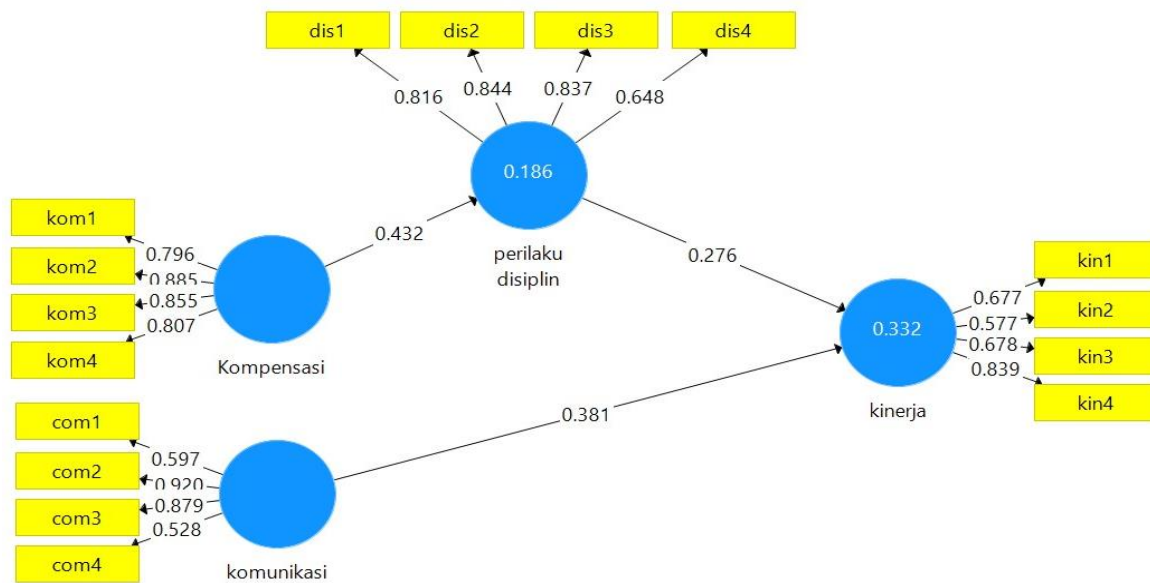 dis1
dis2
dis3
dis4
0.816
0.844
0.837
0.648
0.186
perilaku
disiplin
kom1
kom2
kom3
kom4
0.796
0.885
0.855
0.807
Kompensasi
0.432
0.276
com1
com2
com3
com4
0.597
0.920
0.879
0.528
komunikasi
0.381
0.332
kinerja
0.677
0.577
0.678
0.839
kin1
kin2
kin3
kin4